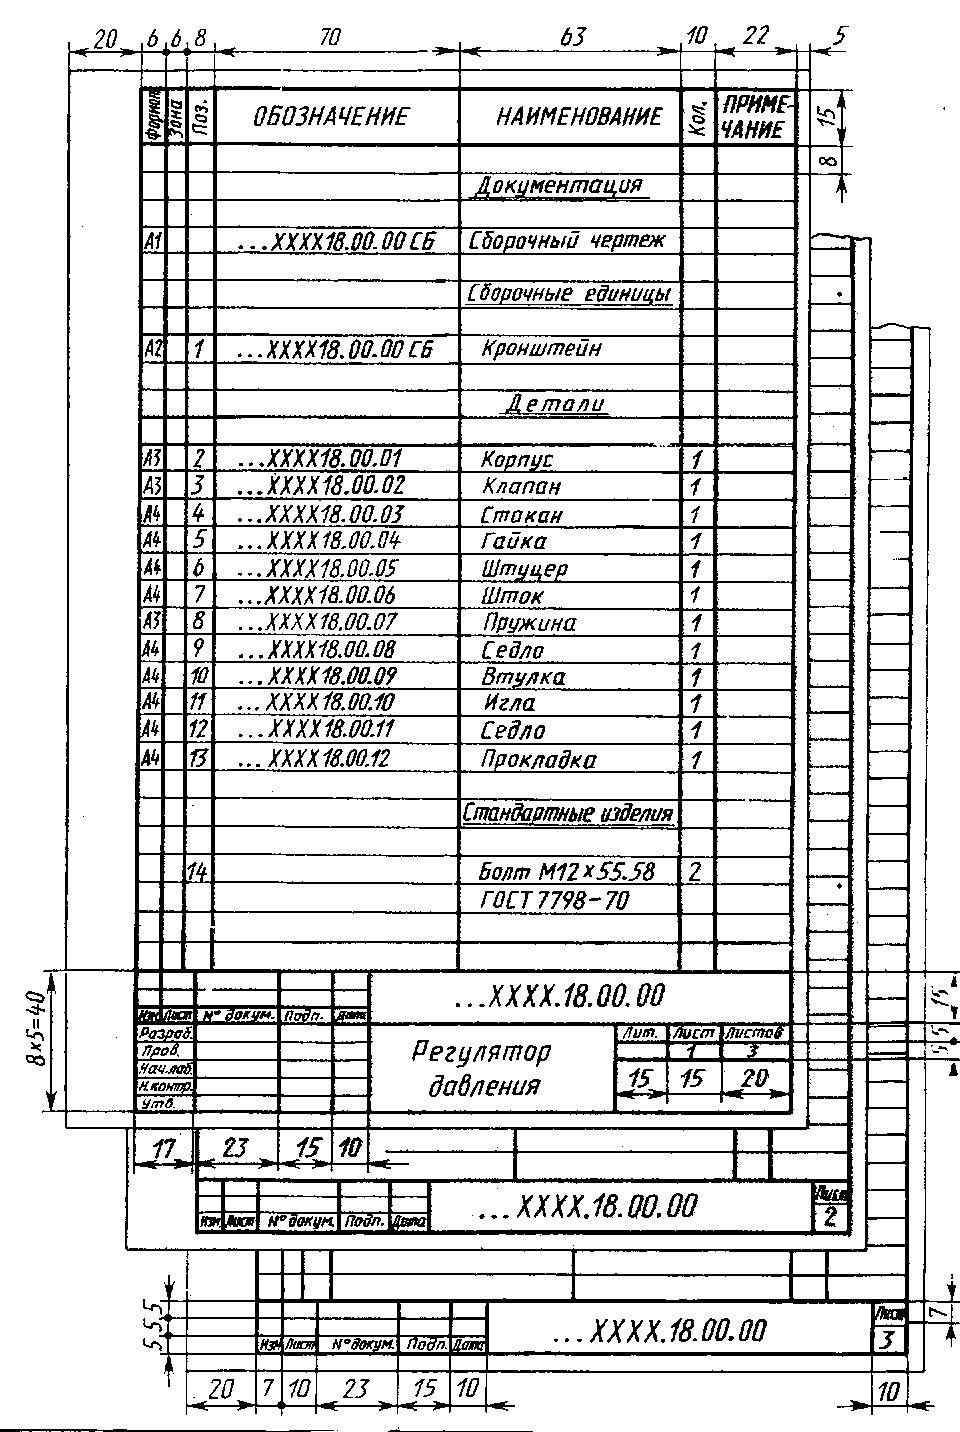 20 6 6 8 70 63 10 22 5
Формат Зона Поз. ОБОЗНАЧЕНИЕ НАИМЕНОВАНИЕ Кол. ПРИМЕ-
ЧАНИЕ
15
8
Документация
А1 ...XXXX18.00.00 СБ Сборочный чертеж
Сборочные единицы
А2 1 ...XXXX18.00.00 СБ Кронштейн
Детали
А3 2 ...XXXX18.00.01 Корпус 1
А3 3 ...XXXX18.00.02 Клапан 1
А4 4 ...XXXX18.00.03 Стакан 1
А4 5 ...XXXX18.00.04 Гайка 1
А4 6 ...XXXX18.00.05 Штуцер 1
А4 7 ...XXXX18.00.06 Шток 1
А3 8 ...XXXX18.00.07 Пружина 1
А4 9 ...XXXX18.00.08 Седло 1
А4 10 ...XXXX18.00.09 Втулка 1
А4 11 ...XXXX18.00.10 Игла 1
А4 12 ...XXXX18.00.11 Седло 1
А4 13 ...XXXX18.00.12 Прокладка 1
Стандартные изделия
14 Болт М12×55.58 2
ГОСТ 7798-70
8×5=40
...XXXX.18.00.00
15
Изм Лист № докум. Подп. Дата
Разраб.
Пров.
Нач.лаб.
Н.контр.
Утв.
Регулятор
давления
Лит. Лист Листов
1 3
5 5
15 15 20
17 23 15 10
...XXXX.18.00.00
Изм Лист № докум. Подп. Дата
Лист
2
5 5 5
...XXXX.18.00.00
Изм Лист № докум. Подп. Дата
Лист
3
7
20 7 10 23 15 10 10